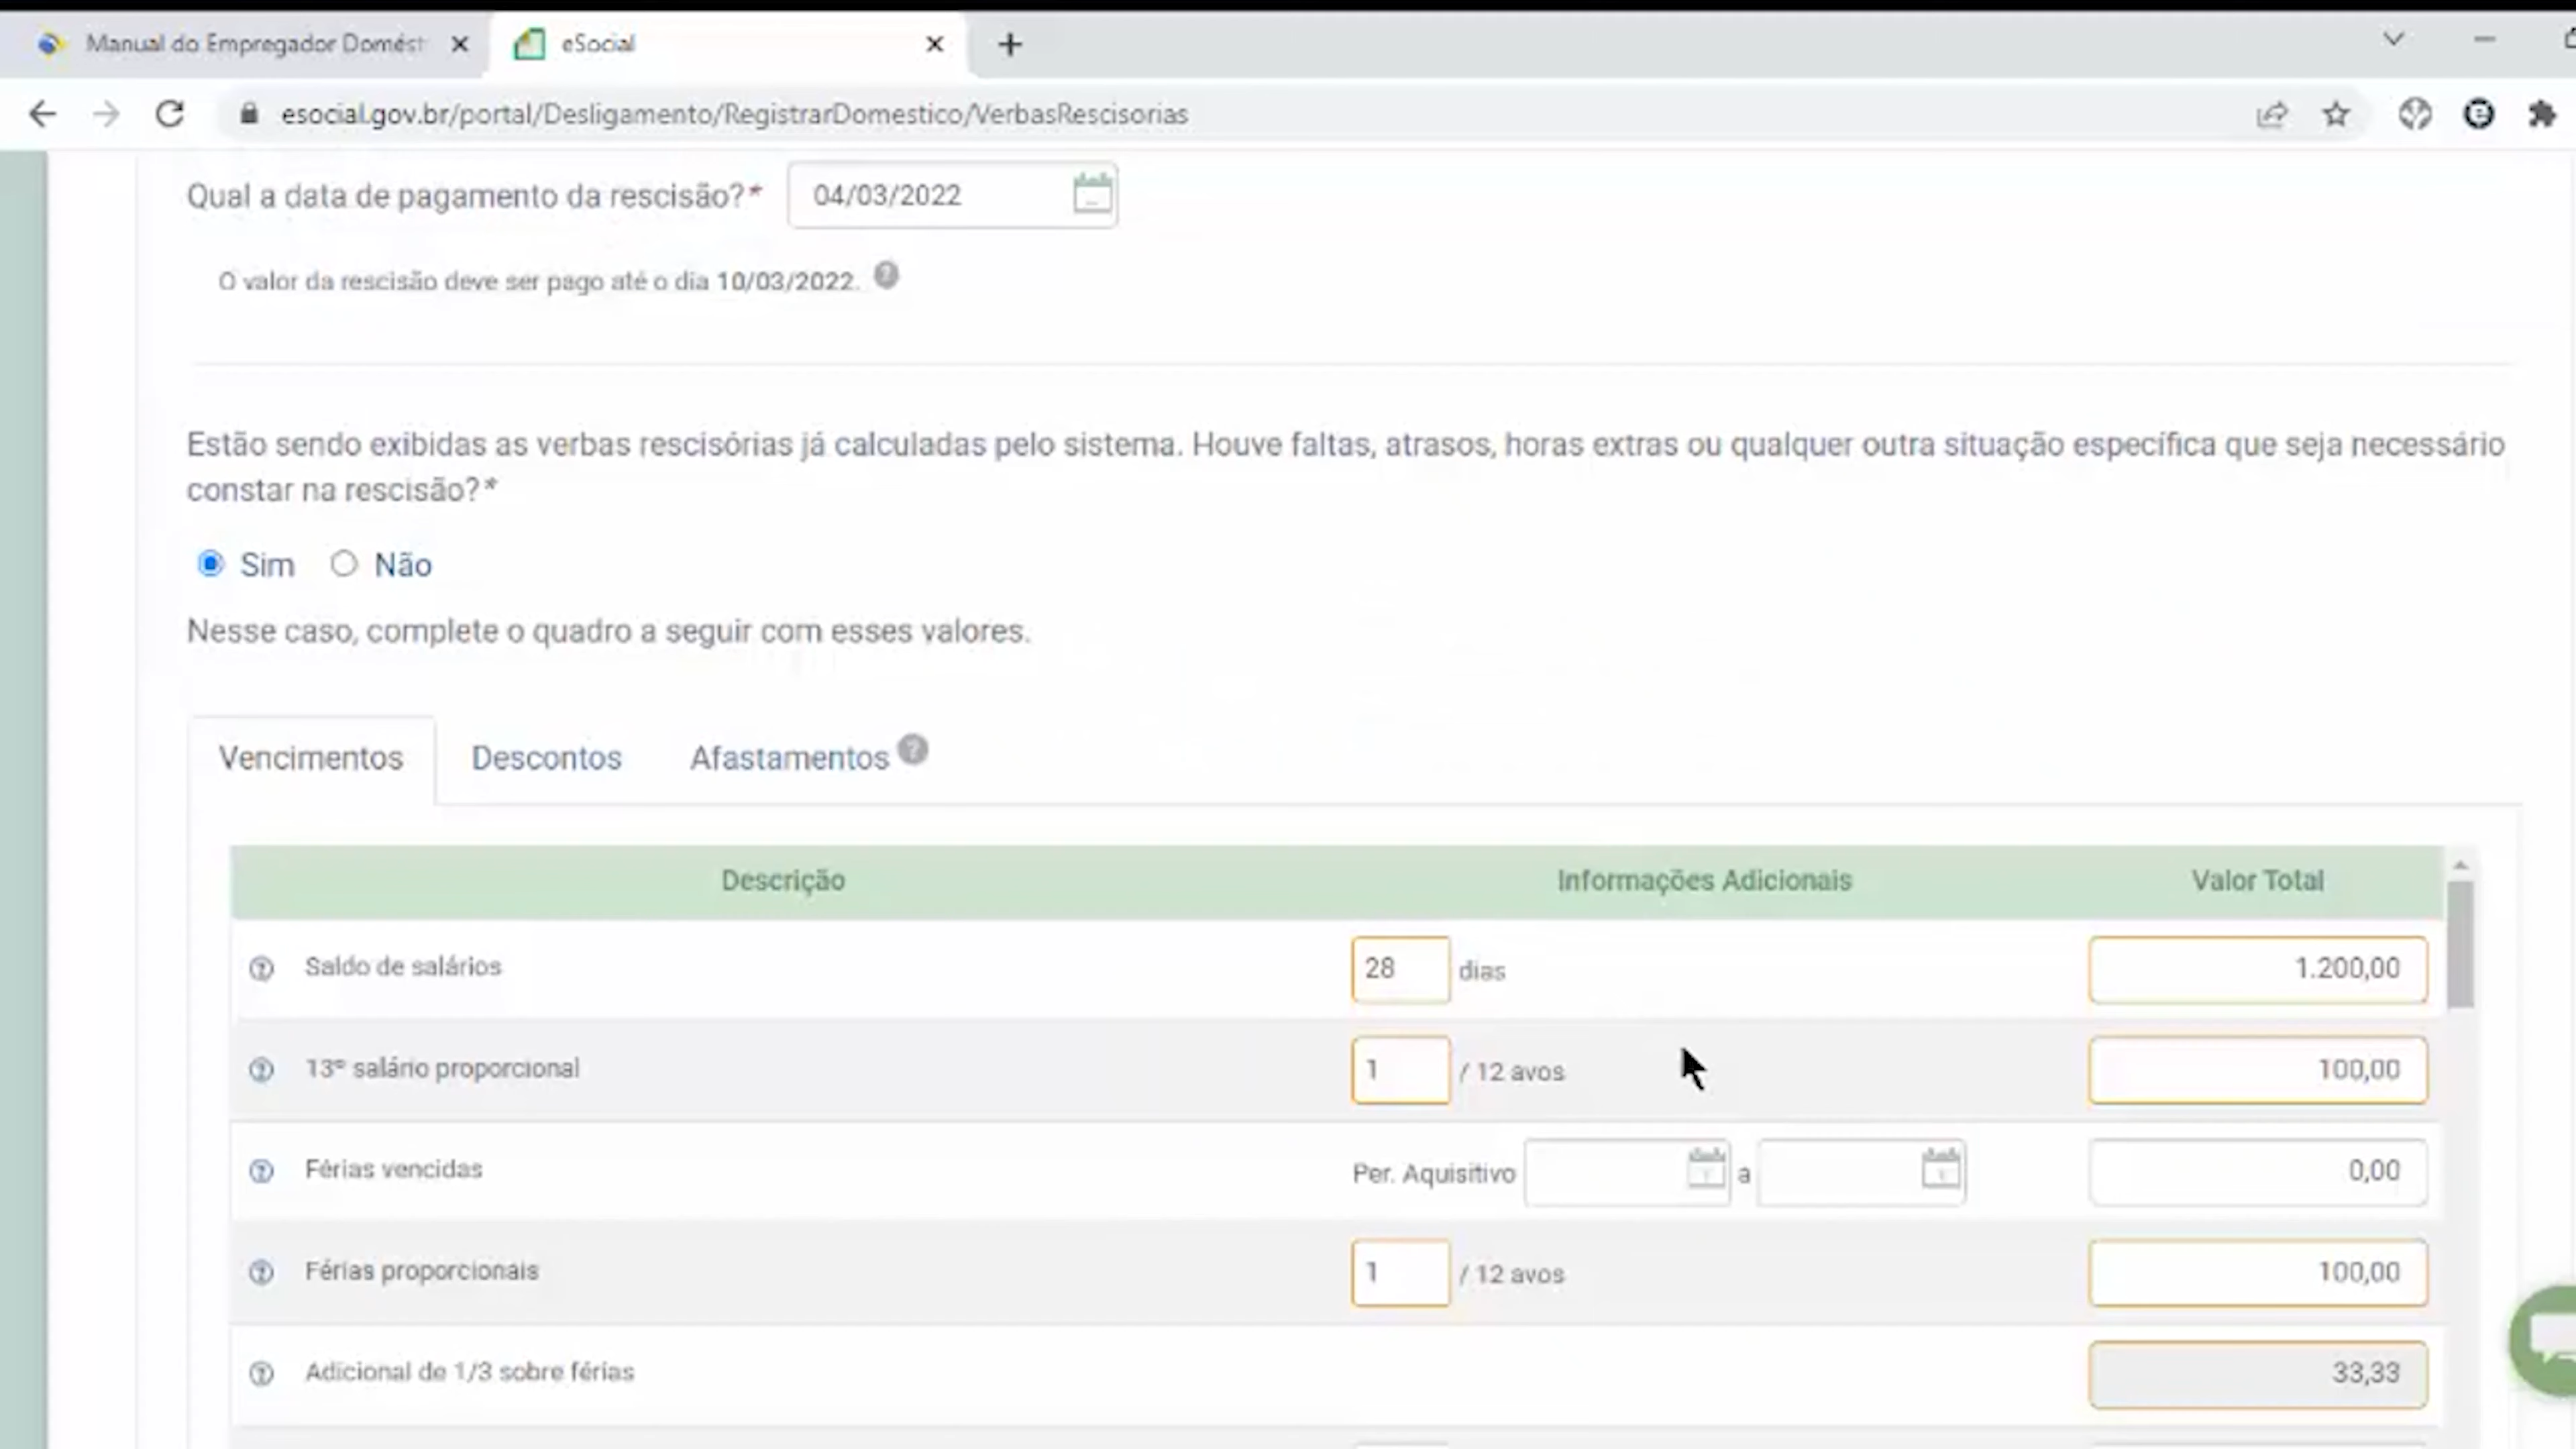 Manual do Empregador Domést
eSocial
esocial.gov.br/portal/Desligamento/RegistrarDomestico/VerbasRescisorias
Qual a data de pagamento da rescisão?* 04/03/2022
O valor da rescisão deve ser pago até o dia 10/03/2022.
Estão sendo exibidas as verbas rescisórias já calculadas pelo sistema. Houve faltas, atrasos, horas extras ou qualquer outra situação específica que seja necessário
constar na rescisão?*
Sim Não
Nesse caso, complete o quadro a seguir com esses valores.
Vencimentos Descontos Afastamentos
Descrição Informações Adicionais Valor Total
Saldo de salários 28 dias 1.200,00
13º salário proporcional 1 / 12 avos 100,00
Férias vencidas Per. Aquisitivo a 0,00
Férias proporcionais 1 / 12 avos 100,00
Adicional de 1/3 sobre férias 33,33